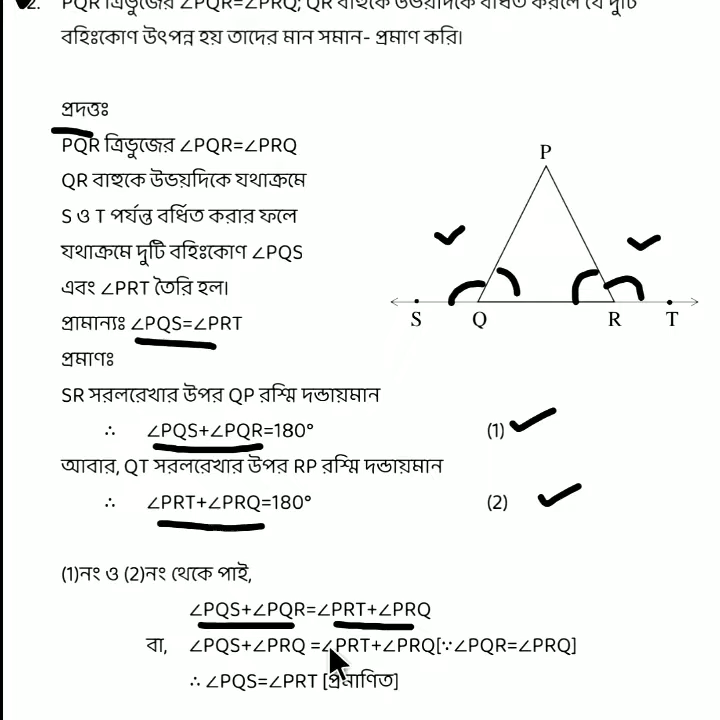 2. PQR ত্রিভুজের ∠PQR=∠PRQ; QR বাহুকে উভয়দিকে বর্ধিত করলে যে দুটি
বহিঃকোণ উৎপন্ন হয় তাদের মান সমান- প্রমাণ করি।
প্রদত্তঃ
PQR ত্রিভুজের ∠PQR=∠PRQ
QR বাহুকে উভয়দিকে যথাক্রমে
S ও T পর্যন্ত বর্ধিত করার ফলে
যথাক্রমে দুটি বহিঃকোণ ∠PQS
এবং ∠PRT তৈরি হল।
P
S Q R T
প্রামান্যঃ ∠PQS=∠PRT
প্রমাণঃ
SR সরলরেখার উপর QP রশ্মি দন্ডায়মান
∴ ∠PQS+∠PQR=180° (1)
আবার, QT সরলরেখার উপর RP রশ্মি দন্ডায়মান
∴ ∠PRT+∠PRQ=180° (2)
(1)নং ও (2)নং থেকে পাই,
∠PQS+∠PQR=∠PRT+∠PRQ
বা, ∠PQS+∠PRQ =∠PRT+∠PRQ[∵∠PQR=∠PRQ]
∴ ∠PQS=∠PRT [প্রমাণিত]